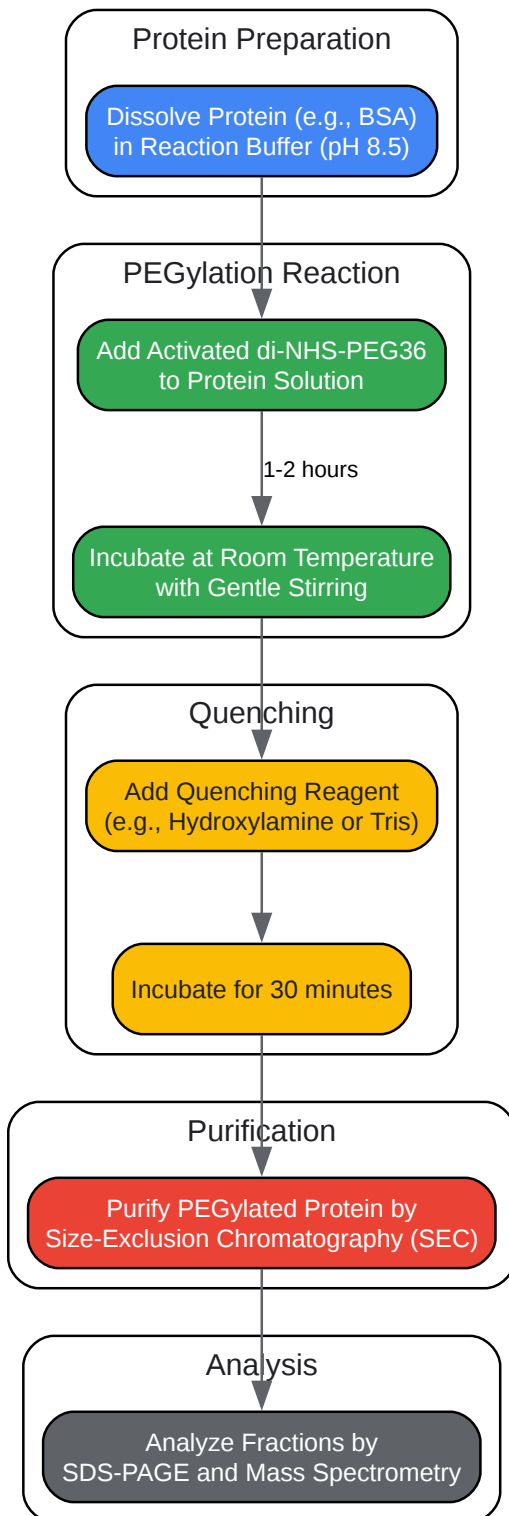 Protein Preparation
Dissolve Protein (e.g., BSA)
in Reaction Buffer (pH 8.5)
PEGylation Reaction
Add Activated di-NHS-PEG36
to Protein Solution
1-2 hours
Incubate at Room Temperature
with Gentle Stirring
Quenching
Add Quenching Reagent
(e.g., Hydroxylamine or Tris)
Incubate for 30 minutes
Purification
Purify PEGylated Protein by
Size-Exclusion Chromatography (SEC)
Analysis
Analyze Fractions by
SDS-PAGE and Mass Spectrometry